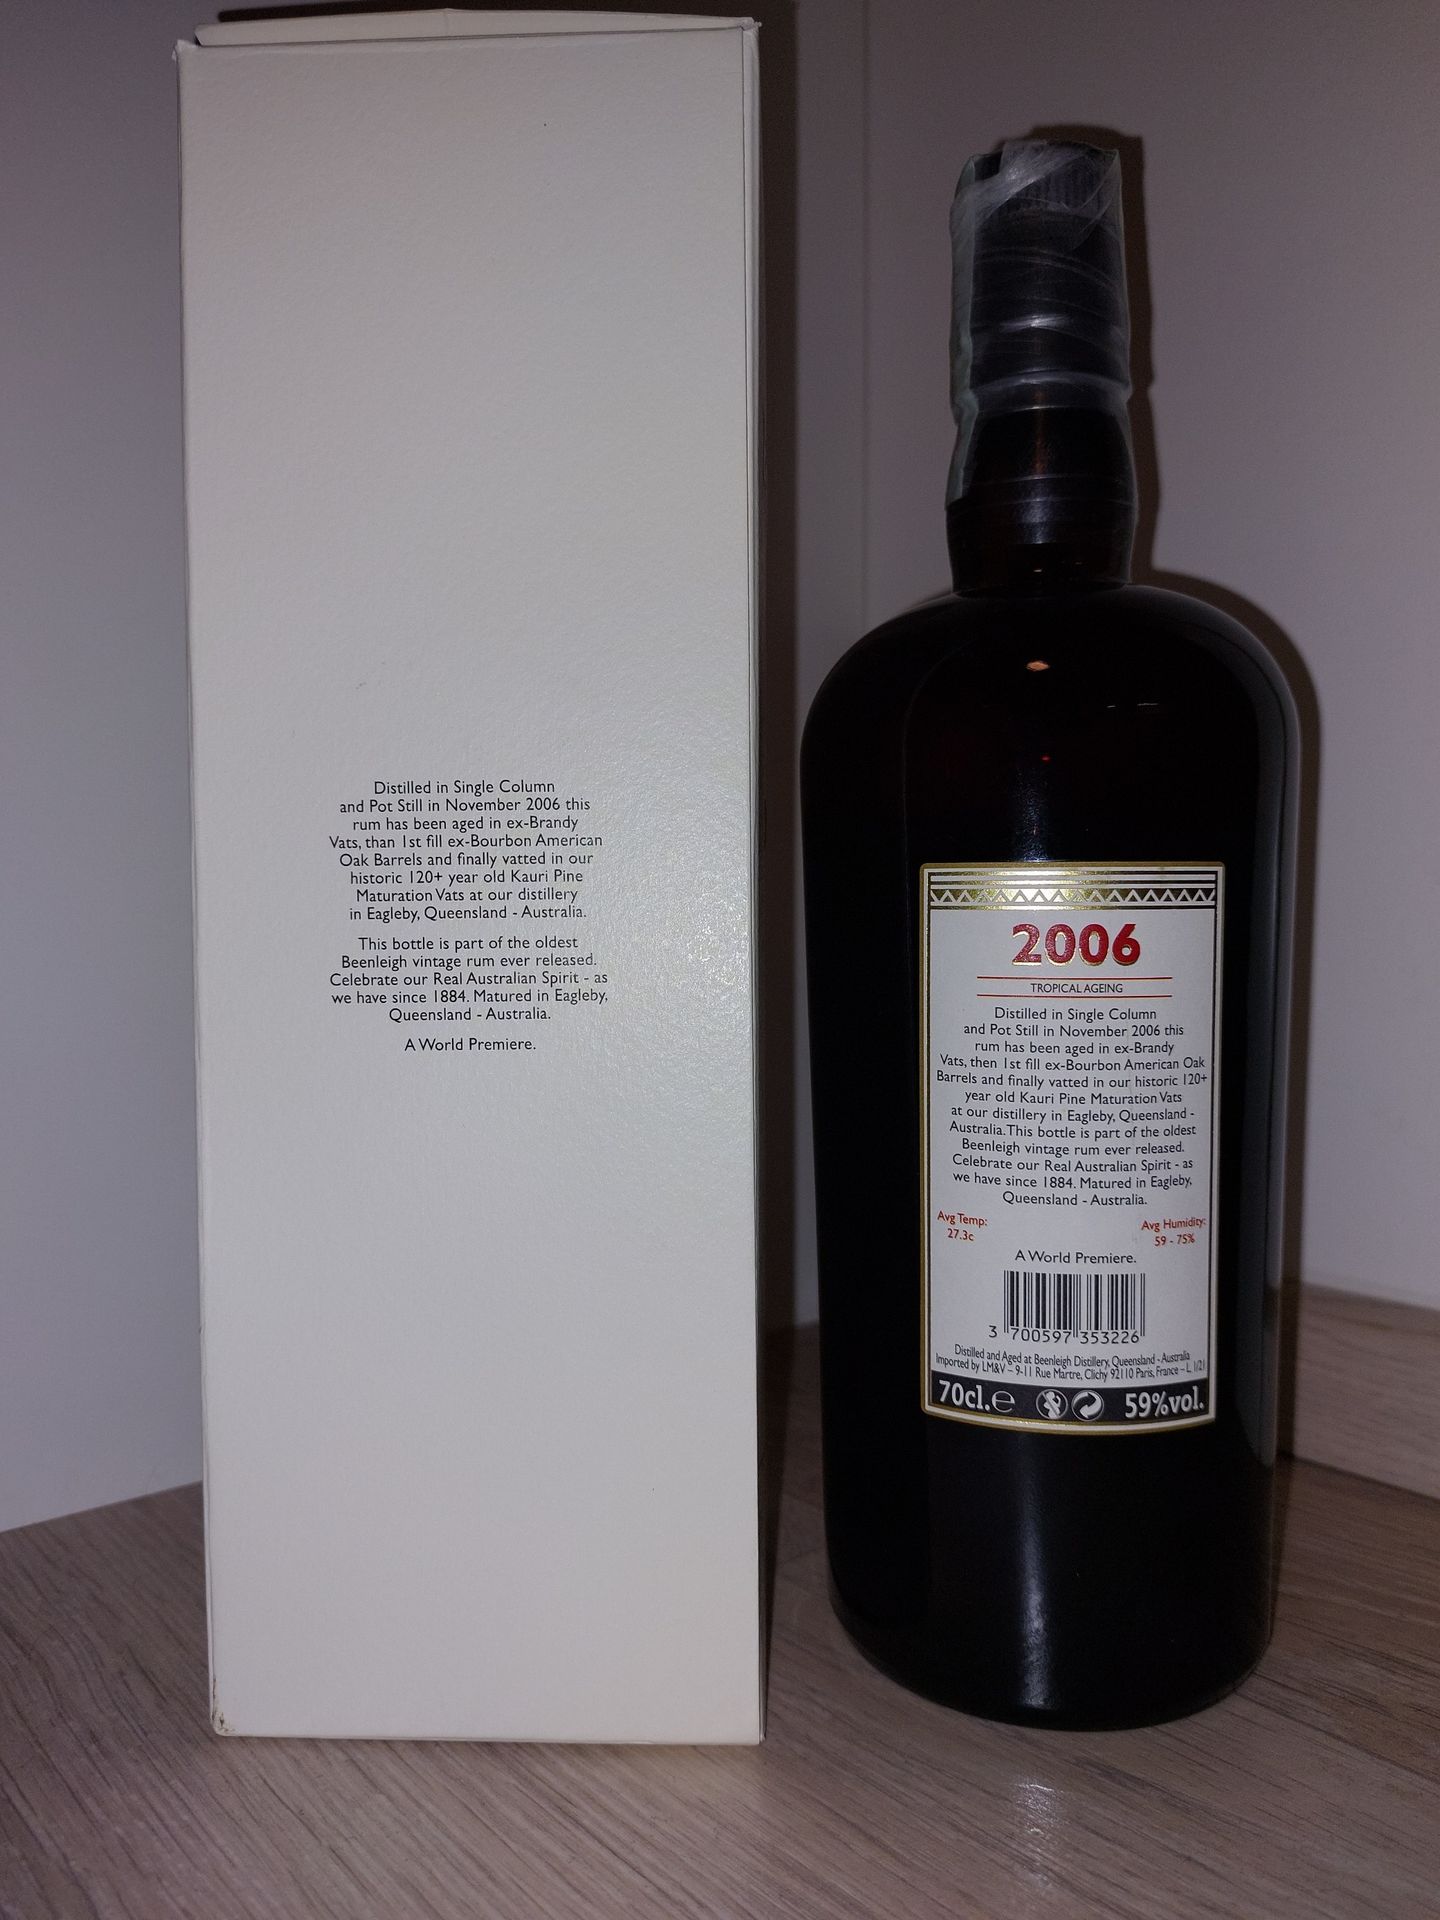 Distilled in Single Column
and Pot Still in November 2006 this
rum has been aged in ex-Brandy
Vats, than 1st fill ex-Bourbon American
Oak Barrels and finally vatted in our
historic 120+ year old Kauri Pine
Maturation Vats at our distillery
in Eagleby, Queensland - Australia.
This bottle is part of the oldest
Beenleigh vintage rum ever released.
Celebrate our Real Australian Spirit - as
we have since 1884. Matured in Eagleby,
Queensland - Australia.
A World Premiere.
2006
TROPICAL AGEING
Distilled in Single Column
and Pot Still in November 2006 this
rum has been aged in ex-Brandy
Vats, then 1st fill ex-Bourbon American Oak
Barrels and finally vatted in our historic 120+
year old Kauri Pine Maturation Vats
at our distillery in Eagleby, Queensland -
Australia. This bottle is part of the oldest
Beenleigh vintage rum ever released.
Celebrate our Real Australian Spirit - as
we have since 1884. Matured in Eagleby,
Queensland - Australia.
Avg Temp: Avg Humidity:
27.3c 59 - 75%
A World Premiere.
3 700597 353226
Distilled and Aged at Beenleigh Distillery, Queensland - Australia
Imported by LM&V – 9-11 Rue Martre, Clichy 92110 Paris, France – L 1/21
70cl. e 59%vol.